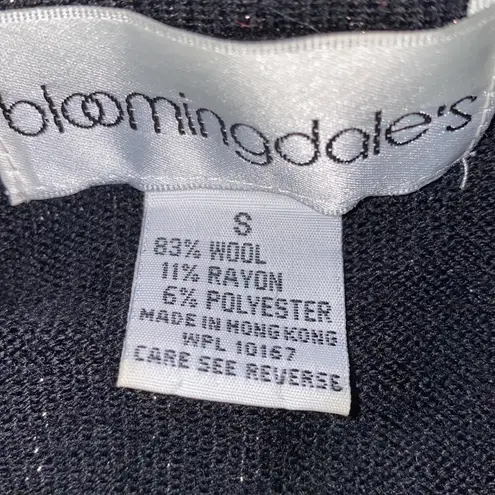 bloomingdale's
S
83% WOOL
11% RAYON
6% POLYESTER
MADE IN HONG KONG
WPL 10167
CARE SEE REVERSE